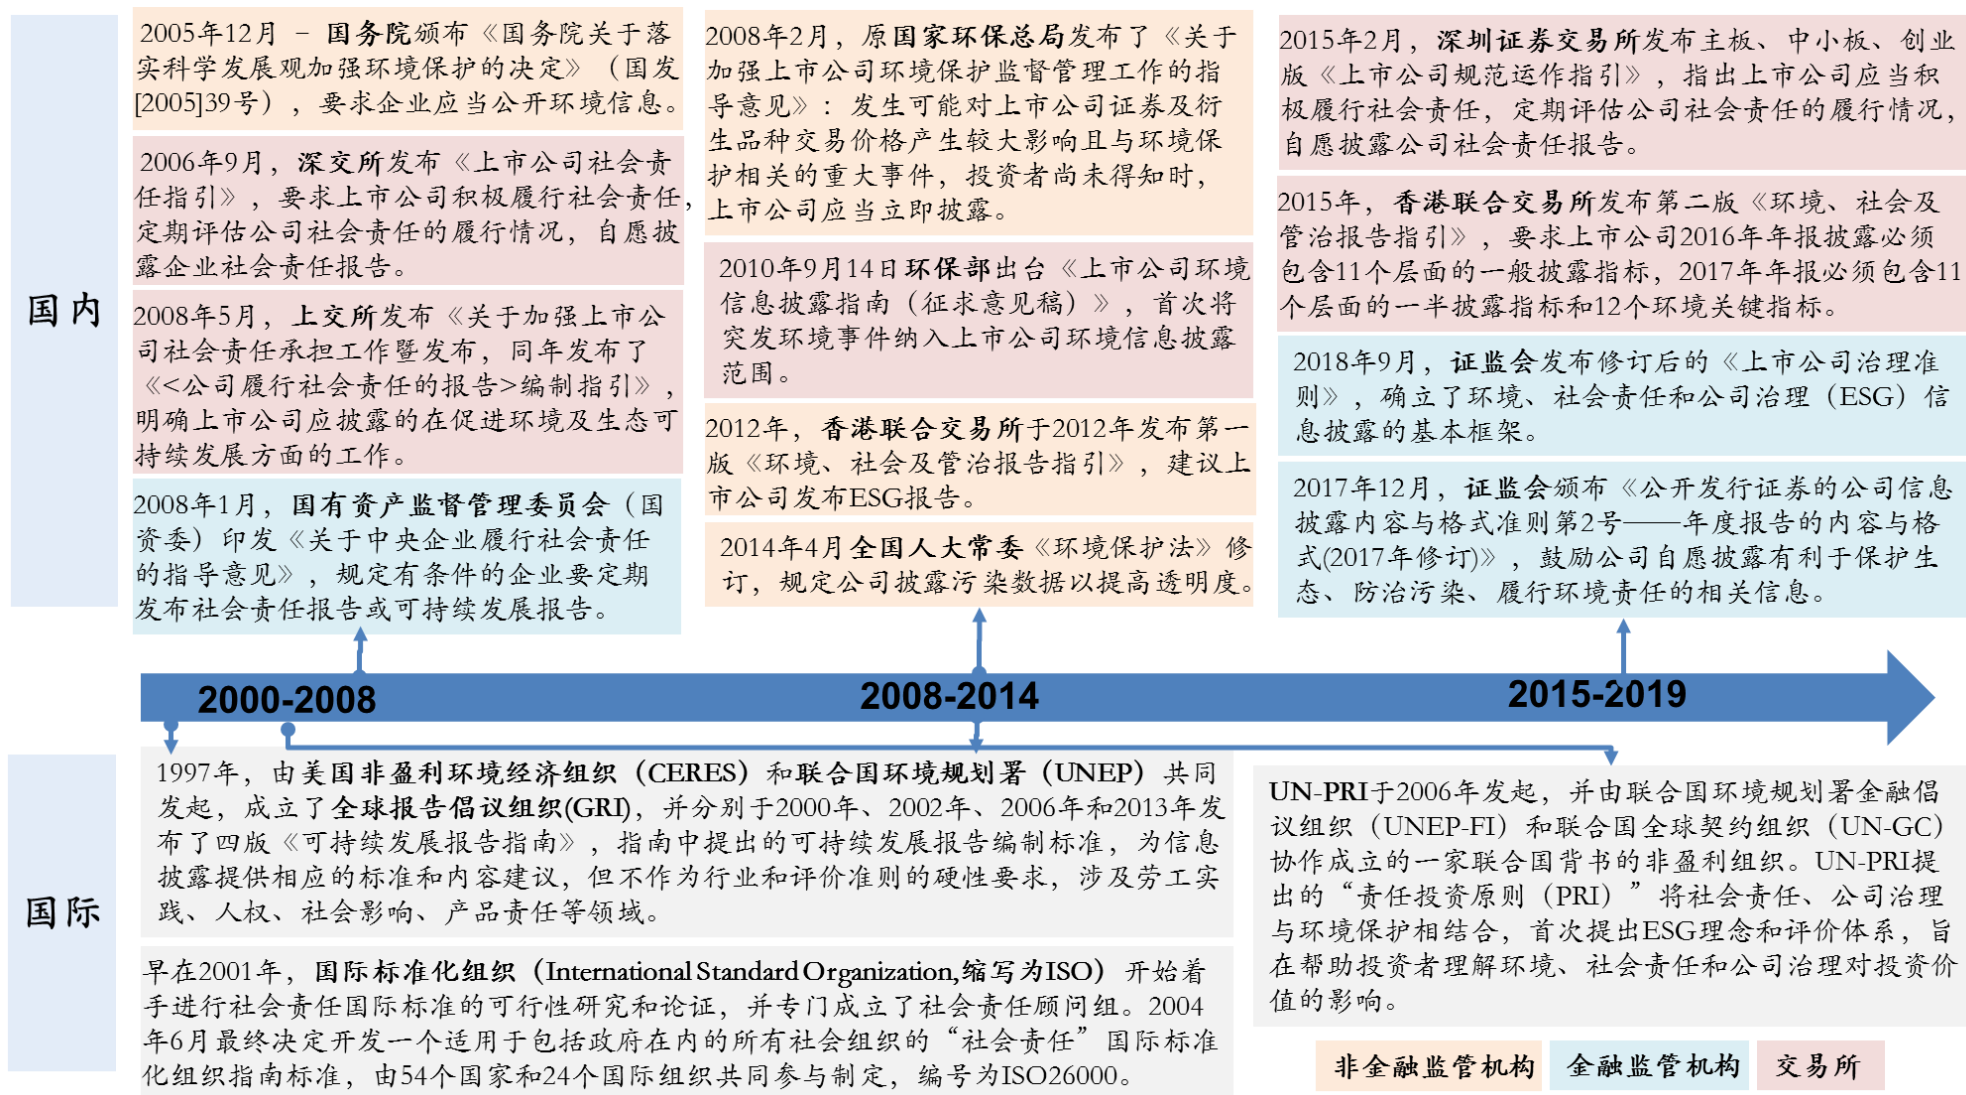 国内
2005年12月 – 国务院颁布《国务院关于落
实科学发展观加强环境保护的决定》（国发
[2005]39号），要求企业应当公开环境信息。
2006年9月，深交所发布《上市公司社会责
任指引》，要求上市公司积极履行社会责任，
定期评估公司社会责任的履行情况，自愿披
露企业社会责任报告。
2008年5月，上交所发布《关于加强上市公
司社会责任承担工作暨发布，同年发布了
《<公司履行社会责任的报告>编制指引》，
明确上市公司应披露的在促进环境及生态可
持续发展方面的工作。
2008年1月，国有资产监督管理委员会（国
资委）印发《关于中央企业履行社会责任
的指导意见》，规定有条件的企业要定期
发布社会责任报告或可持续发展报告。
2008年2月，原国家环保总局发布了《关于
加强上市公司环境保护监督管理工作的指
导意见》：发生可能对上市公司证券及衍
生品种交易价格产生较大影响且与环境保
护相关的重大事件，投资者尚未得知时，
上市公司应当立即披露。
2010年9月14日环保部出台《上市公司环境
信息披露指南（征求意见稿）》，首次将
突发环境事件纳入上市公司环境信息披露
范围。
2012年，香港联合交易所于2012年发布第一
版《环境、社会及管治报告指引》，建议上
市公司发布ESG报告。
2014年4月全国人大常委《环境保护法》修
订，规定公司披露污染数据以提高透明度。
2015年2月，深圳证券交易所发布主板、中小板、创业
版《上市公司规范运作指引》，指出上市公司应当积
极履行社会责任，定期评估公司社会责任的履行情况，
自愿披露公司社会责任报告。
2015年，香港联合交易所发布第二版《环境、社会及
管治报告指引》，要求上市公司2016年年报披露必须
包含11个层面的一般披露指标，2017年年报必须包含11
个层面的一半披露指标和12个环境关键指标。
2018年9月，证监会发布修订后的《上市公司治理准
则》，确立了环境、社会责任和公司治理（ESG）信
息披露的基本框架。
2017年12月，证监会颁布《公开发行证券的公司信息
披露内容与格式准则第2号——年度报告的内容与格
式(2017年修订)》，鼓励公司自愿披露有利于保护生
态、防治污染、履行环境责任的相关信息。
2000-2008
2008-2014
2015-2019
国际
1997年，由美国非盈利环境经济组织（CERES）和联合国环境规划署（UNEP）共同
发起，成立了全球报告倡议组织(GRI)，并分别于2000年、2002年、2006年和2013年发
布了四版《可持续发展报告指南》，指南中提出的可持续发展报告编制标准，为信息
披露提供相应的标准和内容建议，但不作为行业和评价准则的硬性要求，涉及劳工实
践、人权、社会影响、产品责任等领域。
早在2001年，国际标准化组织（International Standard Organization,缩写为ISO）开始着
手进行社会责任国际标准的可行性研究和论证，并专门成立了社会责任顾问组。2004
年6月最终决定开发一个适用于包括政府在内的所有社会组织的“社会责任”国际标准
化组织指南标准，由54个国家和24个国际组织共同参与制定，编号为ISO26000。
UN-PRI于2006年发起，并由联合国环境规划署金融倡
议组织（UNEP-FI）和联合国全球契约组织（UN-GC）
协作成立的一家联合国背书的非盈利组织。UN-PRI提
出的“责任投资原则（PRI）”将社会责任、公司治理
与环境保护相结合，首次提出ESG理念和评价体系，旨
在帮助投资者理解环境、社会责任和公司治理对投资价
值的影响。
非金融监管机构
金融监管机构
交易所